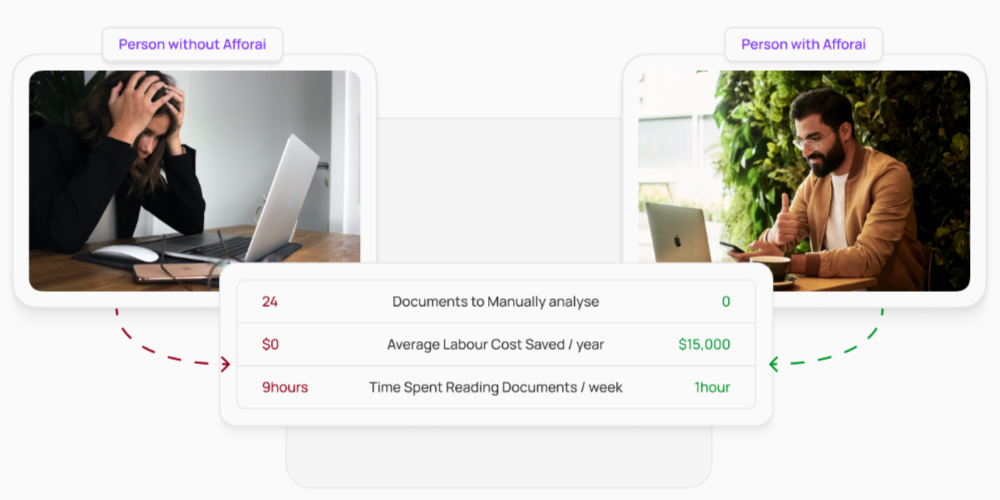 Person without Afforai
Person with Afforai
24 Documents to Manually analyse 0
$0 Average Labour Cost Saved / year $15,000
9hours Time Spent Reading Documents / week 1hour